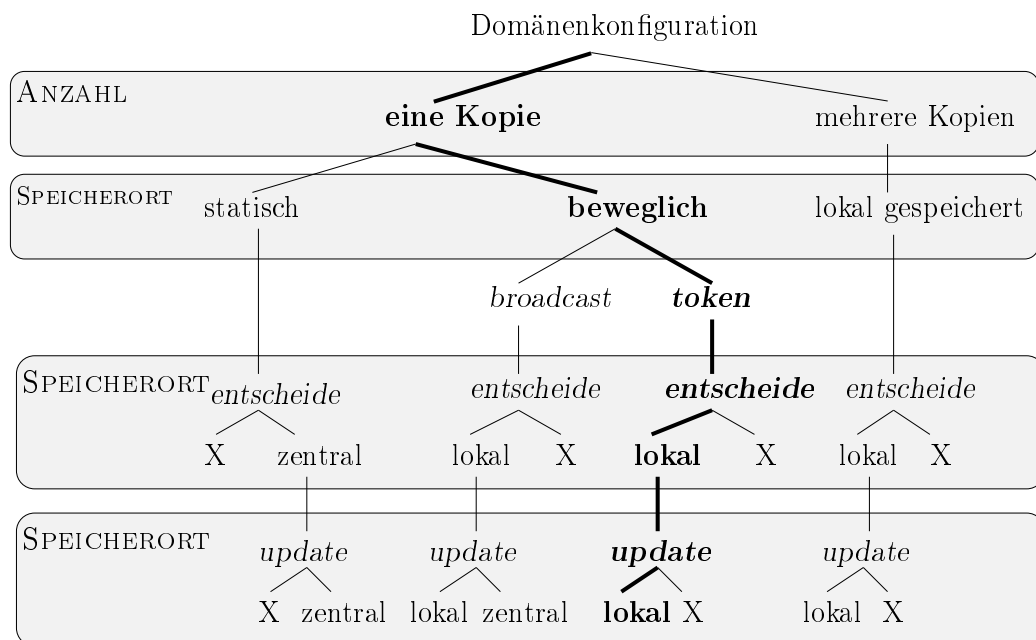 Domänenkonfiguration
ANZAHL
eine Kopie mehrere Kopien
SPEICHERORT
statisch beweglich lokal gespeichert
broadcast token
SPEICHERORT
entscheide entscheide entscheide entscheide
X zentral lokal X lokal X lokal X
SPEICHERORT
update update update update
X zentral lokal zentral lokal X lokal X